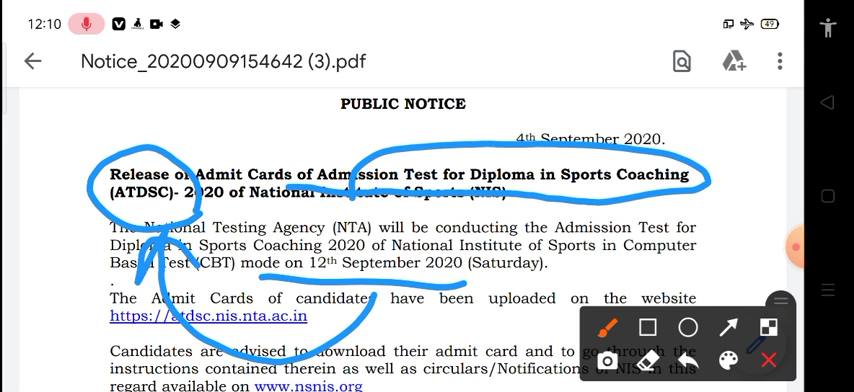 12:10
49
Notice_20200909154642 (3).pdf
PUBLIC NOTICE
4th September 2020.
Release of Admit Cards of Admission Test for Diploma in Sports Coaching
(ATDSC)- 2020 of National Institute of Sports (NIS)
The National Testing Agency (NTA) will be conducting the Admission Test for
Diploma in Sports Coaching 2020 of National Institute of Sports in Computer
Based Test (CBT) mode on 12th September 2020 (Saturday).
.
The Admit Cards of candidates have been uploaded on the website
https://atdsc.nis.nta.ac.in
Candidates are advised to download their admit card and to go through the
instructions contained therein as well as circulars/Notifications of NIS in this
regard available on www.nsnis.org